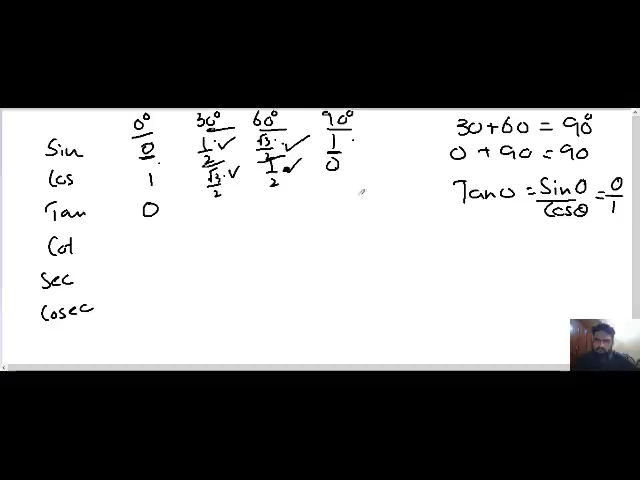 0° 30° 60° 90°
Sin 0 1/2 √3/2 1
Cos 1 √3/2 1/2 0
Tan 0
Cot
Sec
Cosec
30+60 = 90°
0 + 90 = 90
Tan0 = Sinθ/Cosθ = 0/1